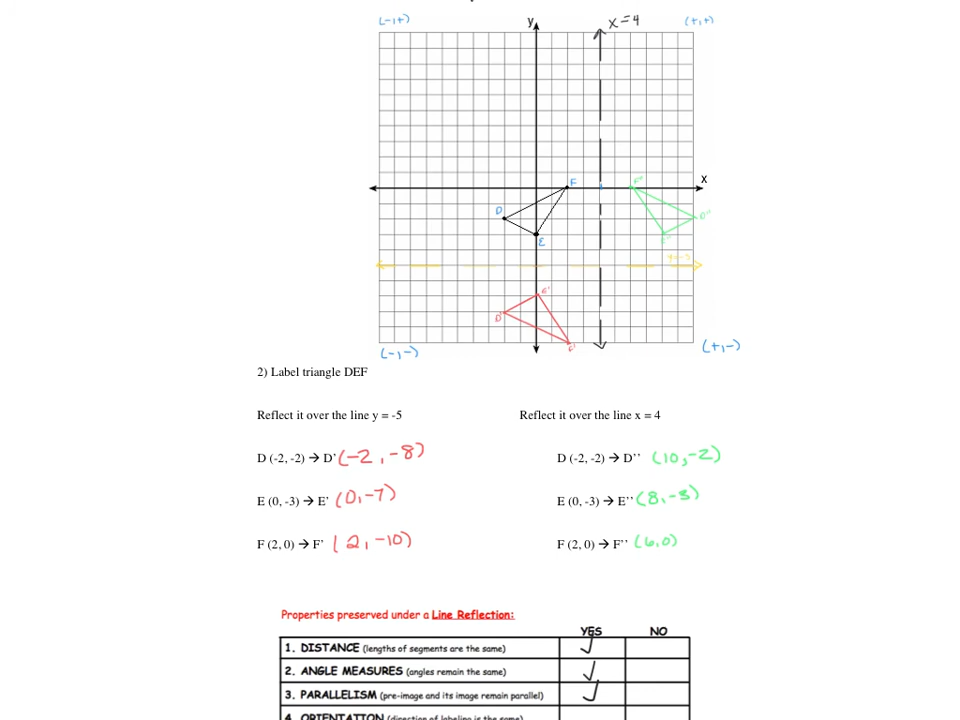 (-,+) y x=4 (+,+)
x
F F''
D D''
E E''
y=-5
E'
D'
(-,-) (+,-)
2) Label triangle DEF
Reflect it over the line y = -5 Reflect it over the line x = 4
D (-2, -2) → D' (-2,-8) D (-2, -2) → D'' (10,-2)
E (0, -3) → E' (0,-7) E (0, -3) → E'' (8,-3)
F (2, 0) → F' (2,-10) F (2, 0) → F'' (6,0)
Properties preserved under a Line Reflection:
YES NO
1. DISTANCE (lengths of segments are the same) ✓
2. ANGLE MEASURES (angles remain the same) ✓
3. PARALLELISM (pre-image and its image remain parallel) ✓
4. ORIENTATION (direction of labeling is the same)